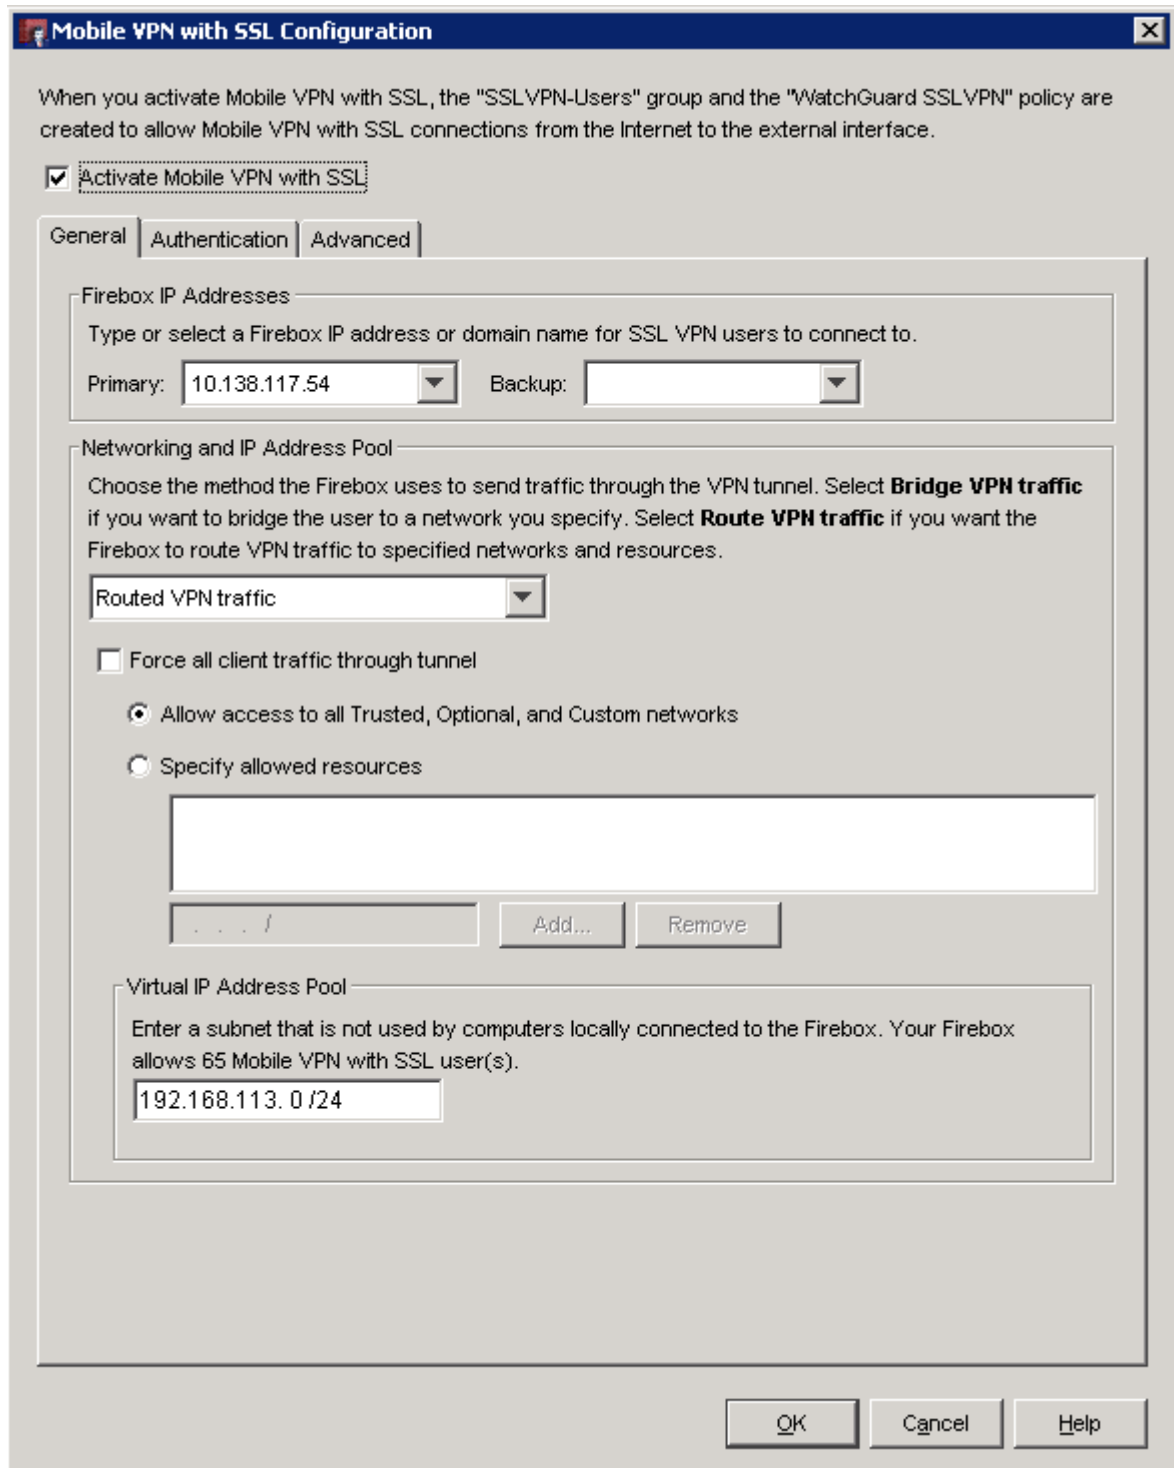 Mobile VPN with SSL Configuration
When you activate Mobile VPN with SSL, the "SSLVPN-Users" group and the "WatchGuard SSLVPN" policy are
created to allow Mobile VPN with SSL connections from the Internet to the external interface.
Activate Mobile VPN with SSL
General Authentication Advanced
Firebox IP Addresses
Type or select a Firebox IP address or domain name for SSL VPN users to connect to.
Primary: 10.138.117.54 Backup:
Networking and IP Address Pool
Choose the method the Firebox uses to send traffic through the VPN tunnel. Select Bridge VPN traffic
if you want to bridge the user to a network you specify. Select Route VPN traffic if you want the
Firebox to route VPN traffic to specified networks and resources.
Routed VPN traffic
Force all client traffic through tunnel
Allow access to all Trusted, Optional, and Custom networks
Specify allowed resources
. . . / Add... Remove
Virtual IP Address Pool
Enter a subnet that is not used by computers locally connected to the Firebox. Your Firebox
allows 65 Mobile VPN with SSL user(s).
192.168.113. 0 /24
OK Cancel Help